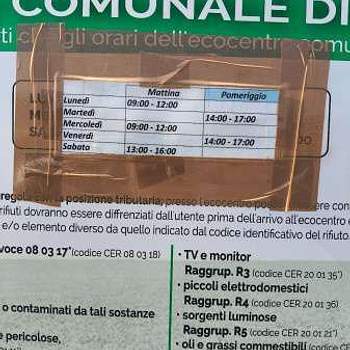 COMUNALE DI
ti c gli orari dell'ecocentro comu
Mattina Pomeriggio
Lunedì 09:00 - 12:00
Martedì 14:00 - 17:00
Mercoledì 09:00 - 12:00
Venerdì 14:00 - 17:00
Sabato 13:00 - 16:00
la posizione tributaria; presso l'ecocentro
rifiuti dovranno essere diffrenziati dall'utente prima dell'arrivo all'ecocentro
e/o elemento diverso da quello indicato dal codice identificativo del rifiuto.
voce 08 03 17* (codice CER 08 03 18)
o contaminati da tali sostanze
e pericolose,
• TV e monitor
Raggrup. R3 (codice CER 20 01 35*)
• piccoli elettrodomestici
Raggrup. R4 (codice CER 20 01 36)
• sorgenti luminose
Raggrup. R5 (codice CER 20 01 21*)
• oli e grassi commestibili (codice